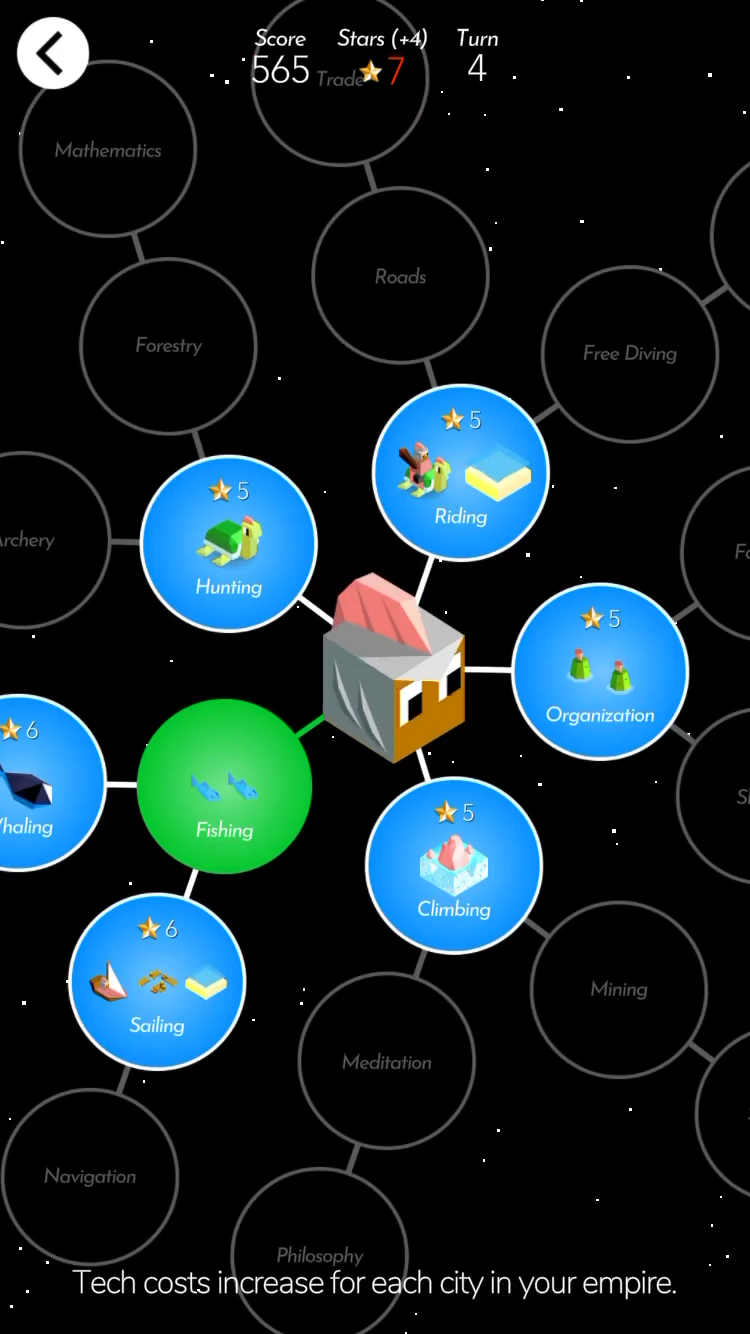 Score Stars (+4) Turn
565 7 4
Trade
Mathematics
Roads
Forestry
Free Diving
5
Riding
5
Hunting
5
Organization
6
Fishing
5
Climbing
6
Sailing
Mining
Meditation
Navigation
Philosophy
Tech costs increase for each city in your empire.